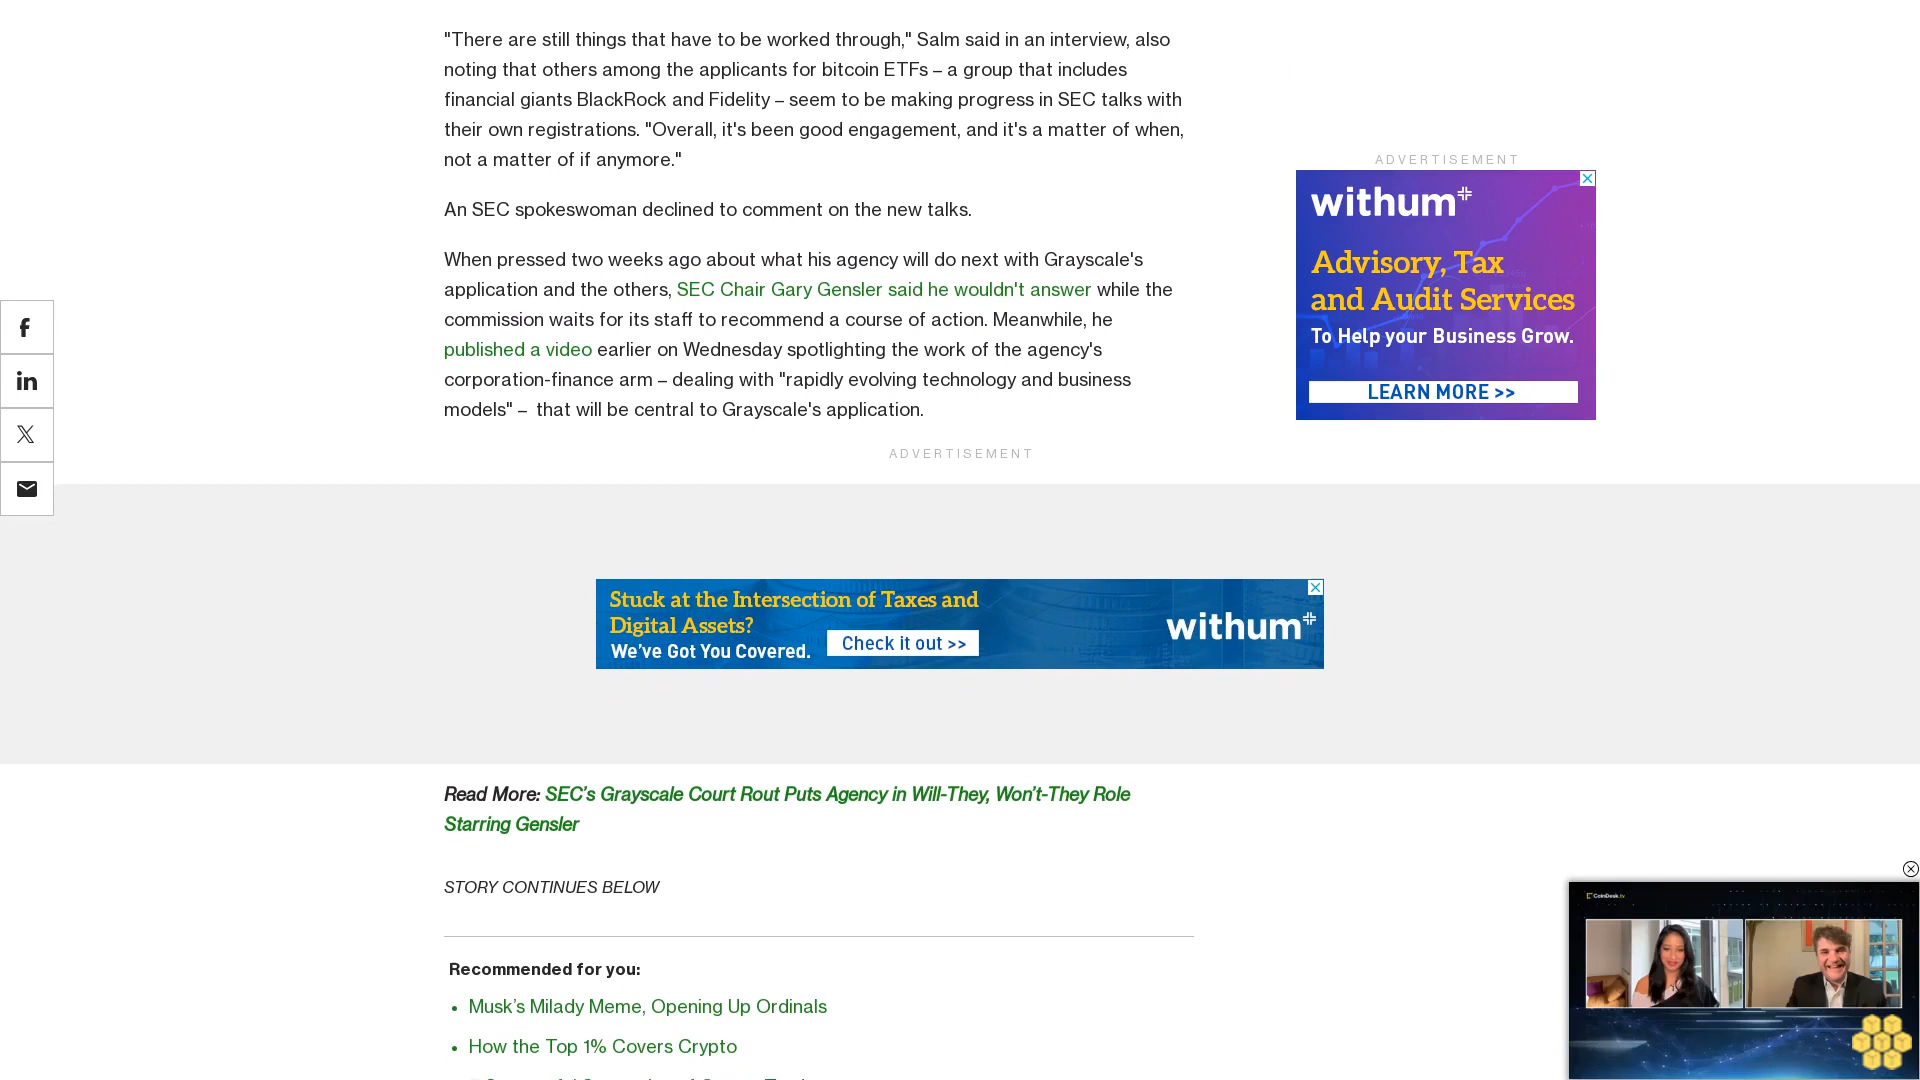 "There are still things that have to be worked through," Salm said in an interview, also
noting that others among the applicants for bitcoin ETFs – a group that includes
financial giants BlackRock and Fidelity – seem to be making progress in SEC talks with
their own registrations. "Overall, it's been good engagement, and it's a matter of when,
not a matter of if anymore."
An SEC spokeswoman declined to comment on the new talks.
When pressed two weeks ago about what his agency will do next with Grayscale's
application and the others, SEC Chair Gary Gensler said he wouldn't answer while the
commission waits for its staff to recommend a course of action. Meanwhile, he
published a video earlier on Wednesday spotlighting the work of the agency's
corporation-finance arm – dealing with "rapidly evolving technology and business
models" – that will be central to Grayscale's application.
ADVERTISEMENT
withum
Advisory, Tax
and Audit Services
To Help your Business Grow.
LEARN MORE >>
ADVERTISEMENT
Stuck at the Intersection of Taxes and
Digital Assets?
We've Got You Covered.
Check it out >>
withum
Read More: SEC’s Grayscale Court Rout Puts Agency in Will-They, Won’t-They Role
Starring Gensler
STORY CONTINUES BELOW
Recommended for you:
Musk’s Milady Meme, Opening Up Ordinals
How the Top 1% Covers Crypto
CoinDesk.tv